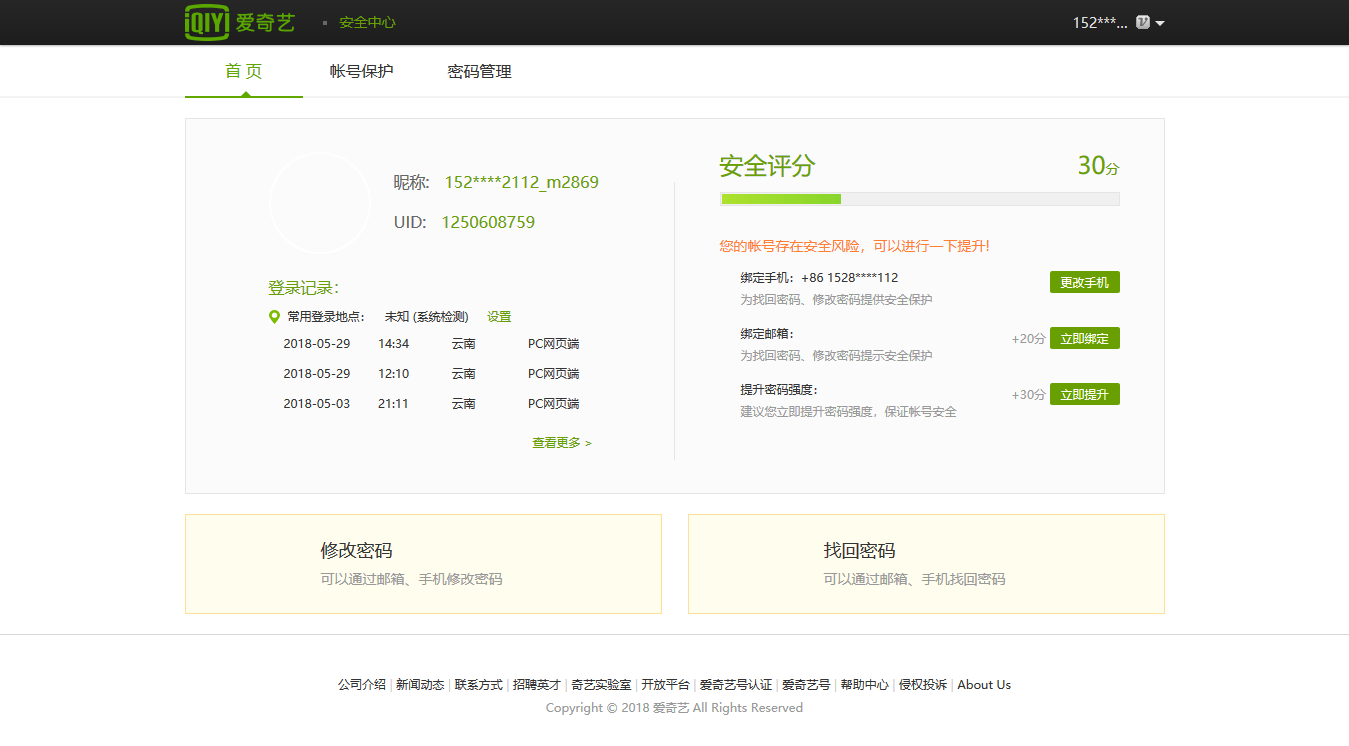 iQIYI 爱奇艺 安全中心 152***...
首 页 帐号保护 密码管理
昵称: 152****2112_m2869
UID: 1250608759
登录记录:
常用登录地点: 未知 (系统检测) 设置
2018-05-29 14:34 云南 PC网页端
2018-05-29 12:10 云南 PC网页端
2018-05-03 21:11 云南 PC网页端
查看更多 >
安全评分 30分
您的帐号存在安全风险，可以进行一下提升!
绑定手机：+86 1528****112 更改手机
为找回密码、修改密码提供安全保护
绑定邮箱: +20分 立即绑定
为找回密码、修改密码提示安全保护
提升密码强度: +30分 立即提升
建议您立即提升密码强度，保证帐号安全
修改密码
可以通过邮箱、手机修改密码
找回密码
可以通过邮箱、手机找回密码
公司介绍 | 新闻动态 | 联系方式 | 招聘英才 | 奇艺实验室 | 开放平台 | 爱奇艺号认证 | 爱奇艺号 | 帮助中心 | 侵权投诉 | About Us
Copyright © 2018 爱奇艺 All Rights Reserved